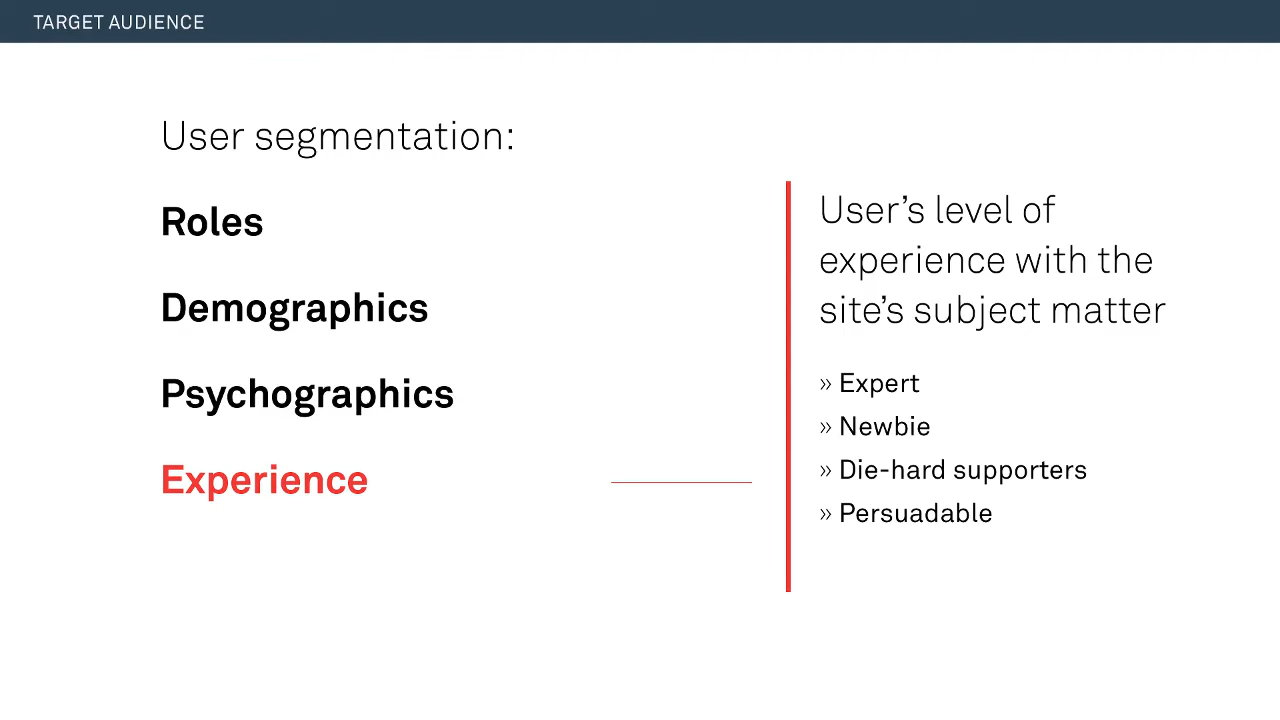 TARGET AUDIENCE
User segmentation:
Roles
Demographics
Psychographics
Experience
User’s level of
experience with the
site’s subject matter
» Expert
» Newbie
» Die-hard supporters
» Persuadable